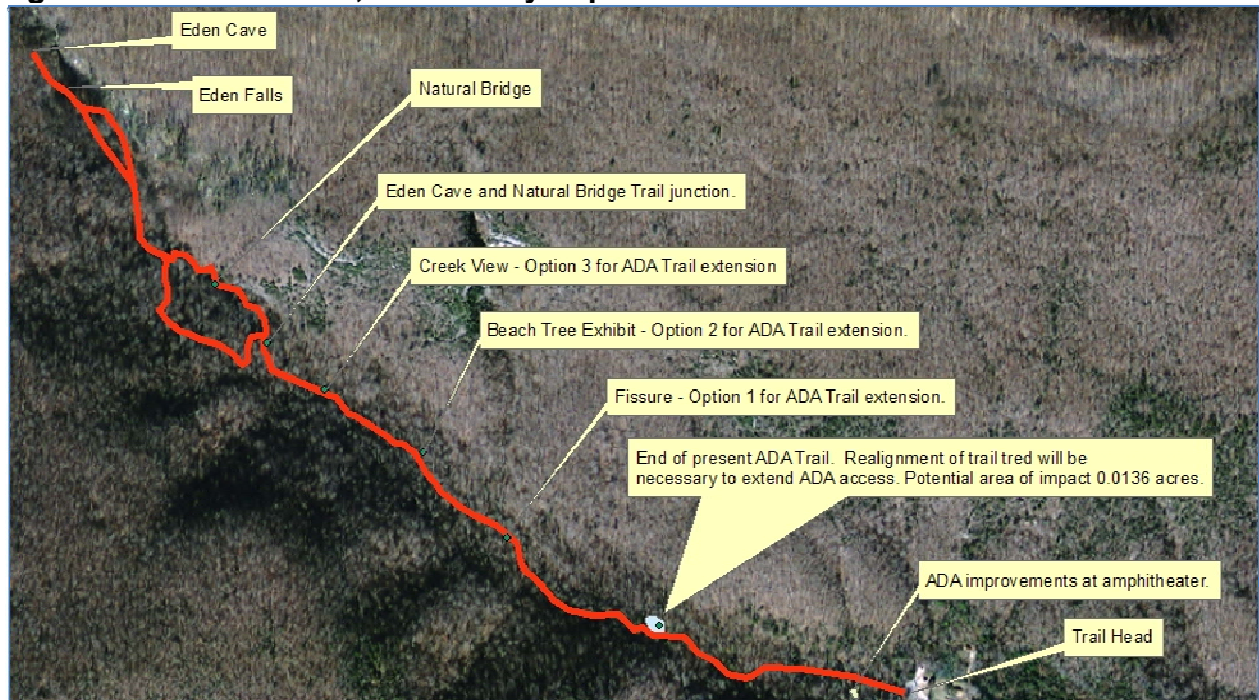 Eden Cave
Eden Falls
Natural Bridge
Eden Cave and Natural Bridge Trail junction.
Creek View - Option 3 for ADA Trail extension
Beach Tree Exhibit - Option 2 for ADA Trail extension.
Fissure - Option 1 for ADA Trail extension.
End of present ADA Trail. Realignment of trail tred will be
necessary to extend ADA access. Potential area of impact 0.0136 acres.
ADA improvements at amphitheater.
Trail Head